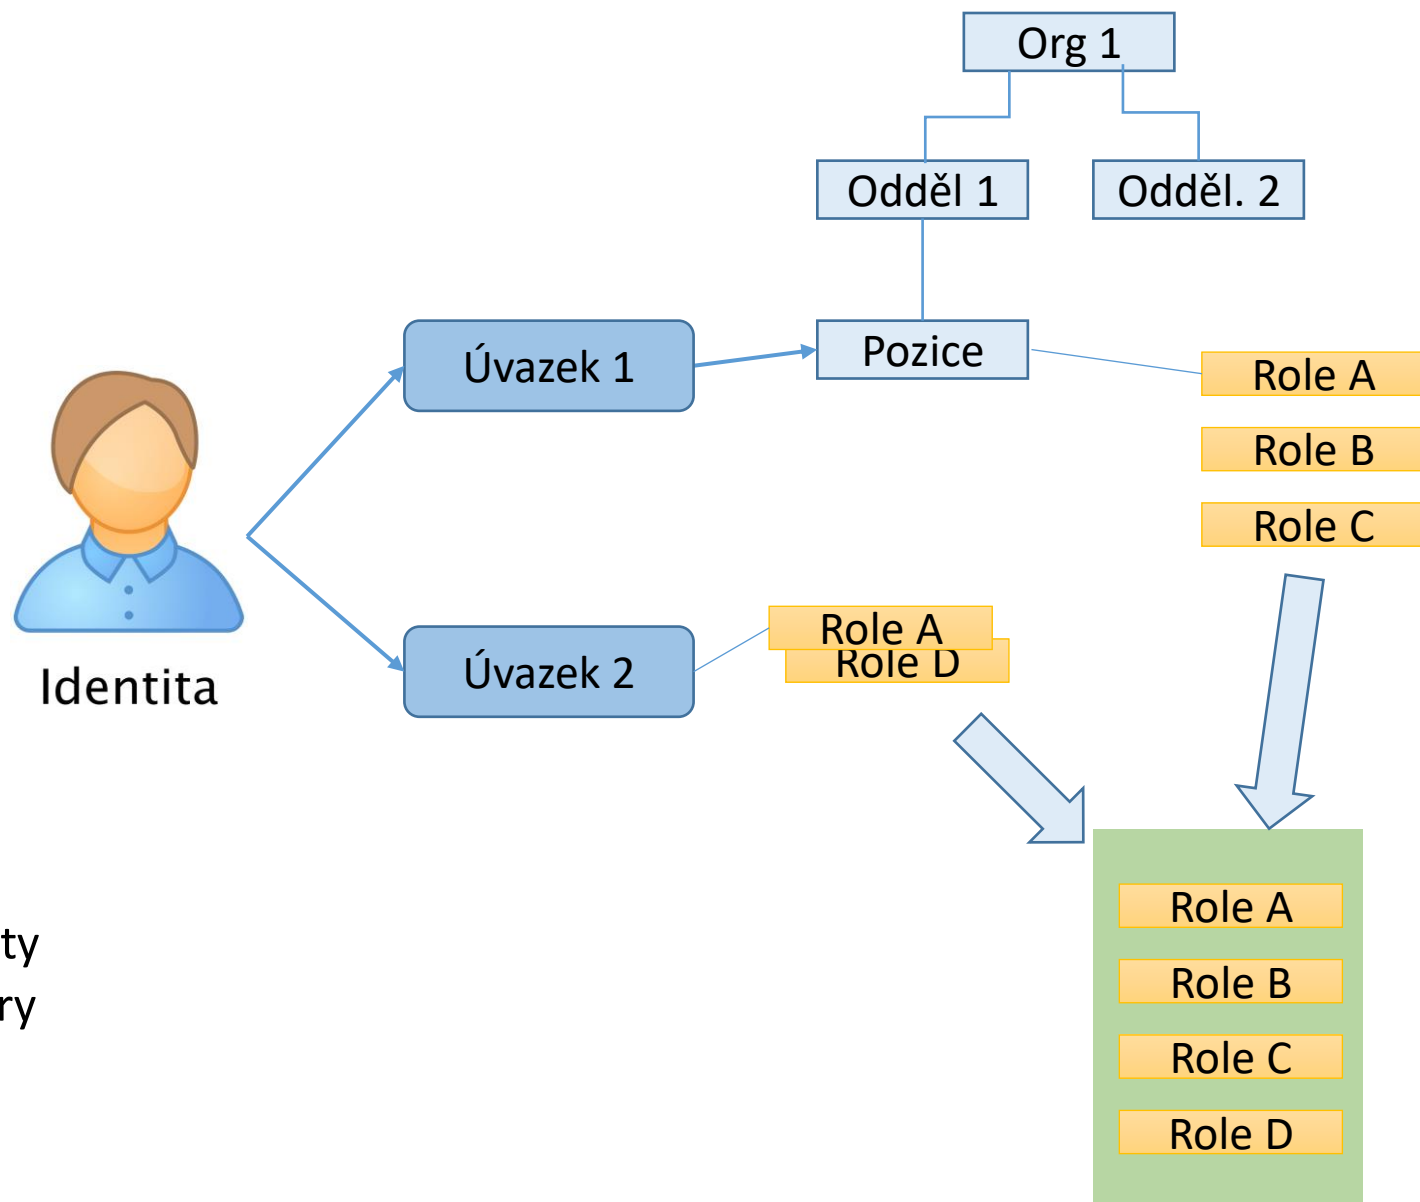 Org 1
Odděl 1
Odděl. 2
Úvazek 1
Pozice
Role A
Role B
Role C
Identita
Úvazek 2
Role A
Role D
Role A
Role B
Role C
Role D
ty
ry